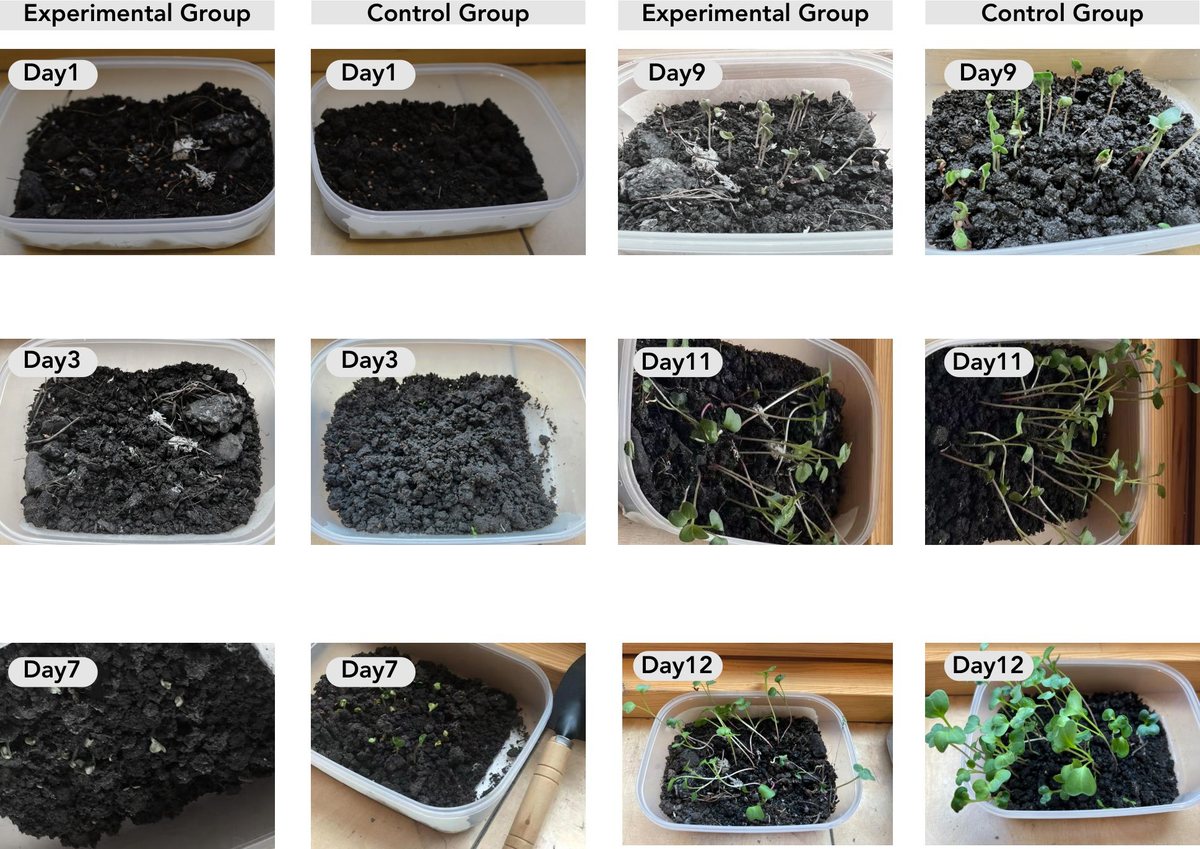 Experimental Group
Control Group
Experimental Group
Control Group
Day1
Day1
Day9
Day9
Day3
Day3
Day11
Day11
Day7
Day7
Day12
Day12